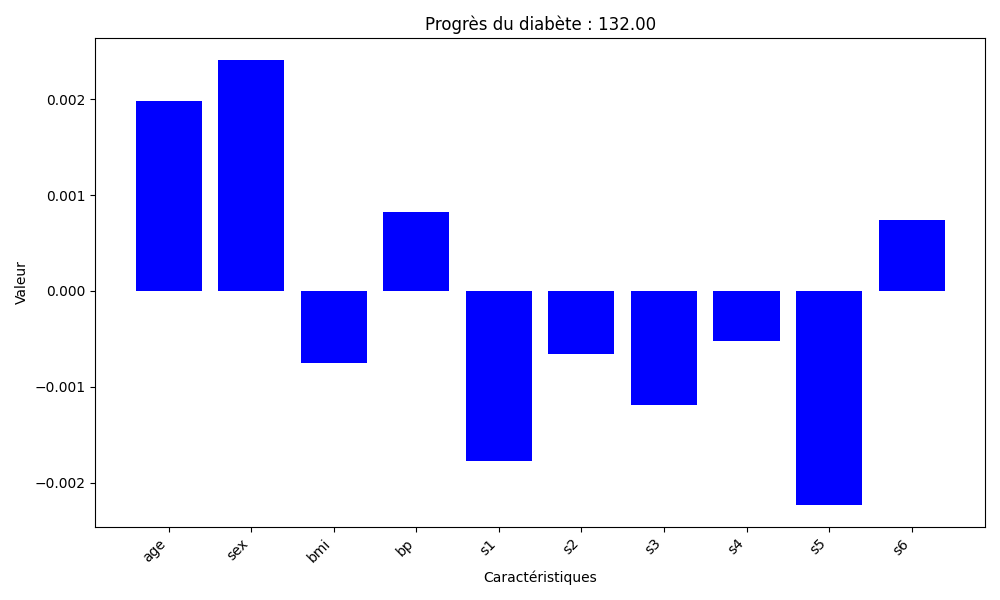 Progrès du diabète : 132.00
Valeur
0.002
0.001
0.000
−0.001
−0.002
age
sex
bmi
bp
s1
s2
s3
s4
s5
s6
Caractéristiques